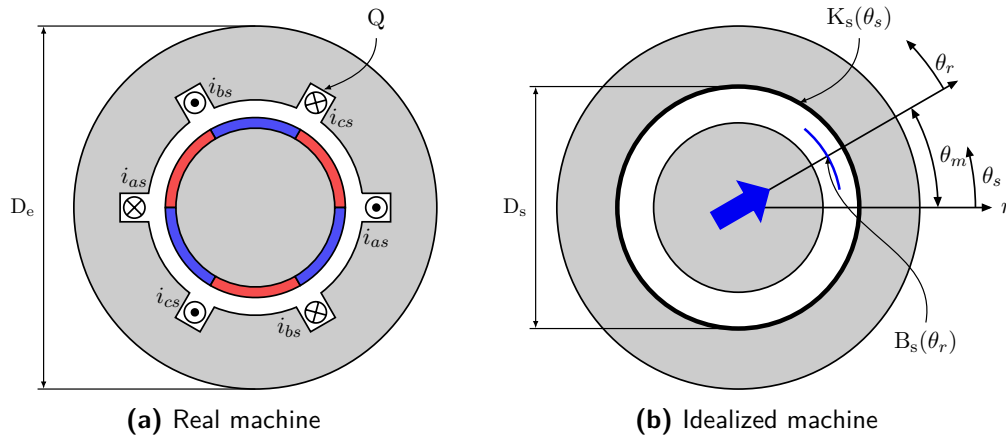 Q
i_bs
i_cs
i_as
D_e
i_as
i_cs
i_bs
(a) Real machine
K_s(θ_s)
θ_r
θ_m
θ_s
D_s
r
B_s(θ_r)
(b) Idealized machine